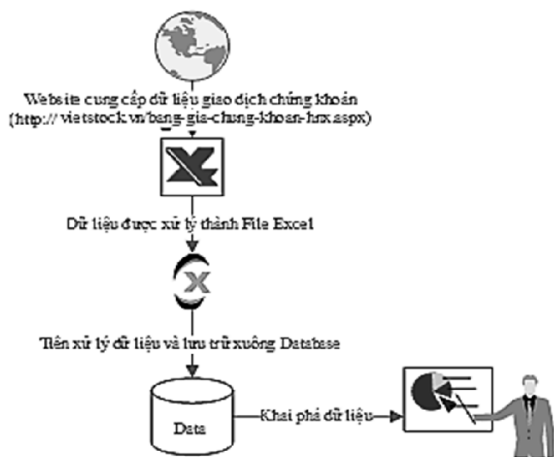 Website cung cấp dữ liệu giao dịch chứng khoán
(http:// vietstock.vn/bang-gia-chung-khoan-hnx.aspx)
Dữ liệu được xử lý thành File Excel
X
Tiền xử lý dữ liệu và lưu trữ xuống Database
Data
Khai phá dữ liệu